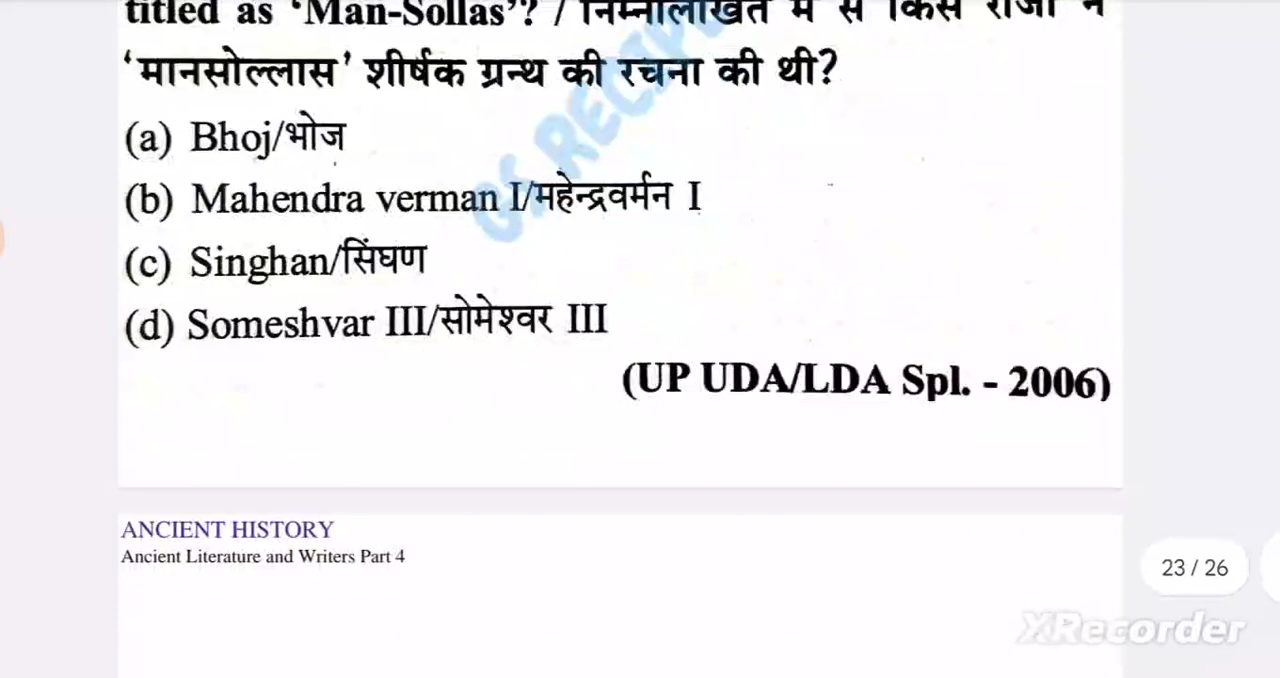 titled as ‘Man-Sollas’? / निम्नलिखित में से किस राजा ने
‘मानसोल्लास’ शीर्षक ग्रन्थ की रचना की थी?
(a) Bhoj/भोज
(b) Mahendra verman I/महेन्द्रवर्मन I
(c) Singhan/सिंघण
(d) Someshvar III/सोमेश्वर III
(UP UDA/LDA Spl. - 2006)
ANCIENT HISTORY
Ancient Literature and Writers Part 4
23 / 26
XRecorder